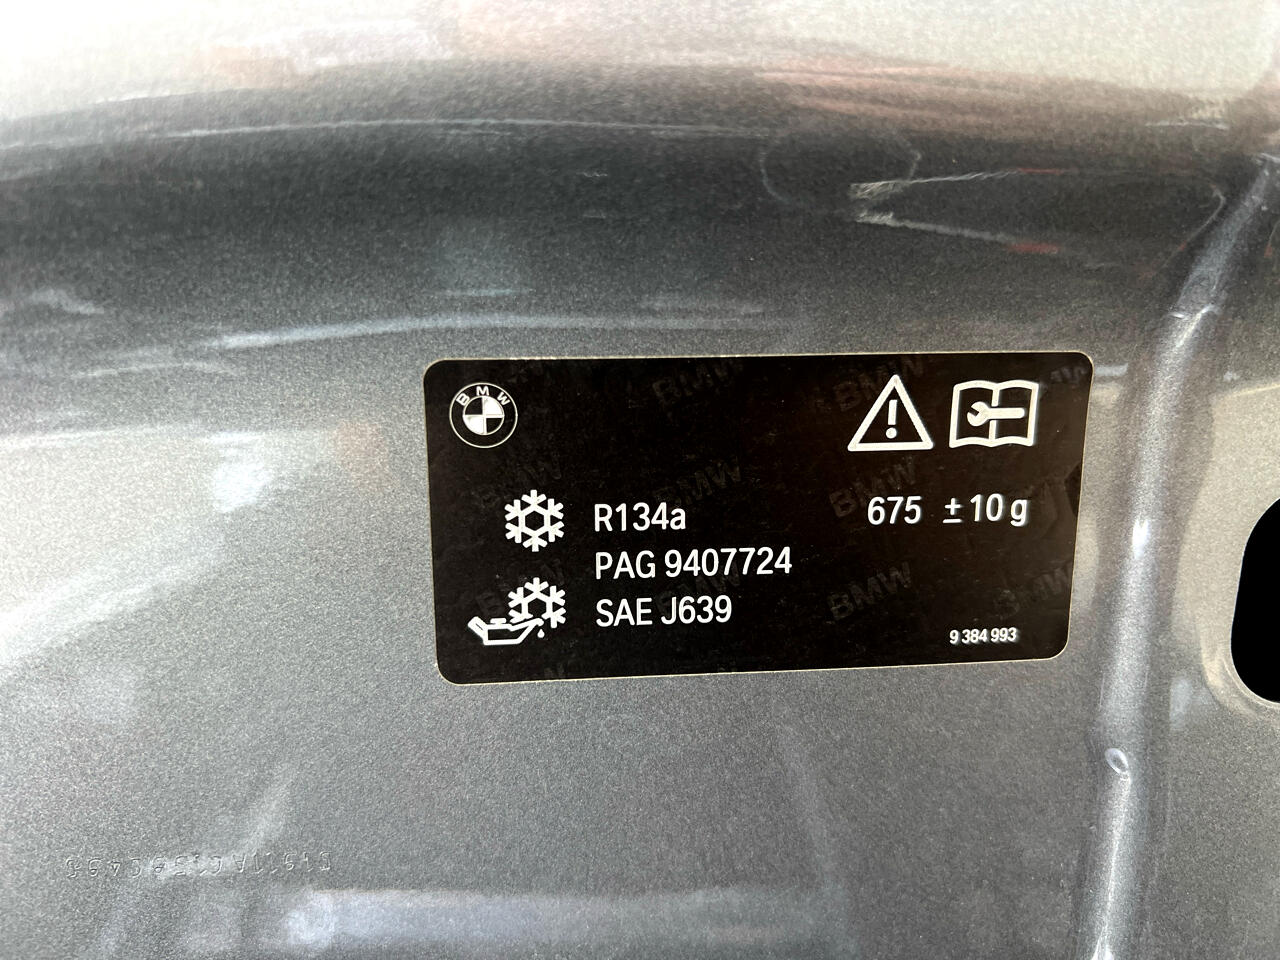 BMW
R134a 675 ± 10 g
PAG 9407724
SAE J639
9 384 993